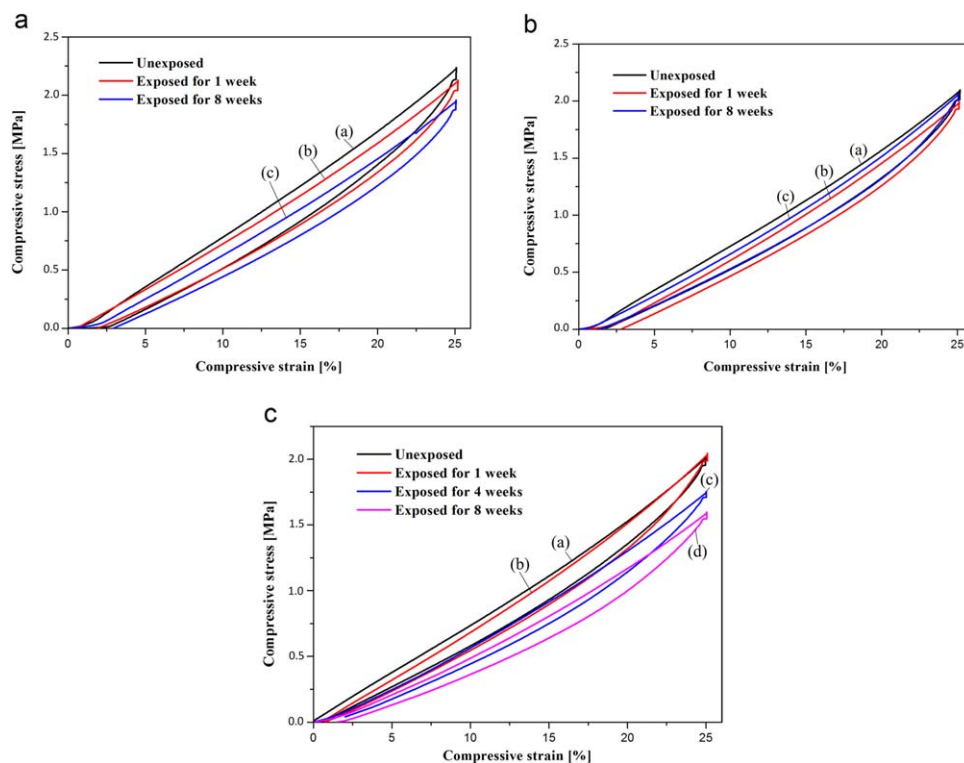 a
2.5
2.0
1.5
1.0
0.5
0.0
Compressive stress [MPa]
Unexposed
Exposed for 1 week
Exposed for 8 weeks
(a)
(b)
(c)
0 5 10 15 20 25
Compressive strain [%]
b
2.5
2.0
1.5
1.0
0.5
0.0
Compressive stress [MPa]
Unexposed
Exposed for 1 week
Exposed for 8 weeks
(a)
(b)
(c)
0 5 10 15 20 25
Compressive strain [%]
c
2.0
1.5
1.0
0.5
0.0
Compressive stress [MPa]
Unexposed
Exposed for 1 week
Exposed for 4 weeks
Exposed for 8 weeks
(c)
(a)
(d)
(b)
0 5 10 15 20 25
Compressive strain [%]